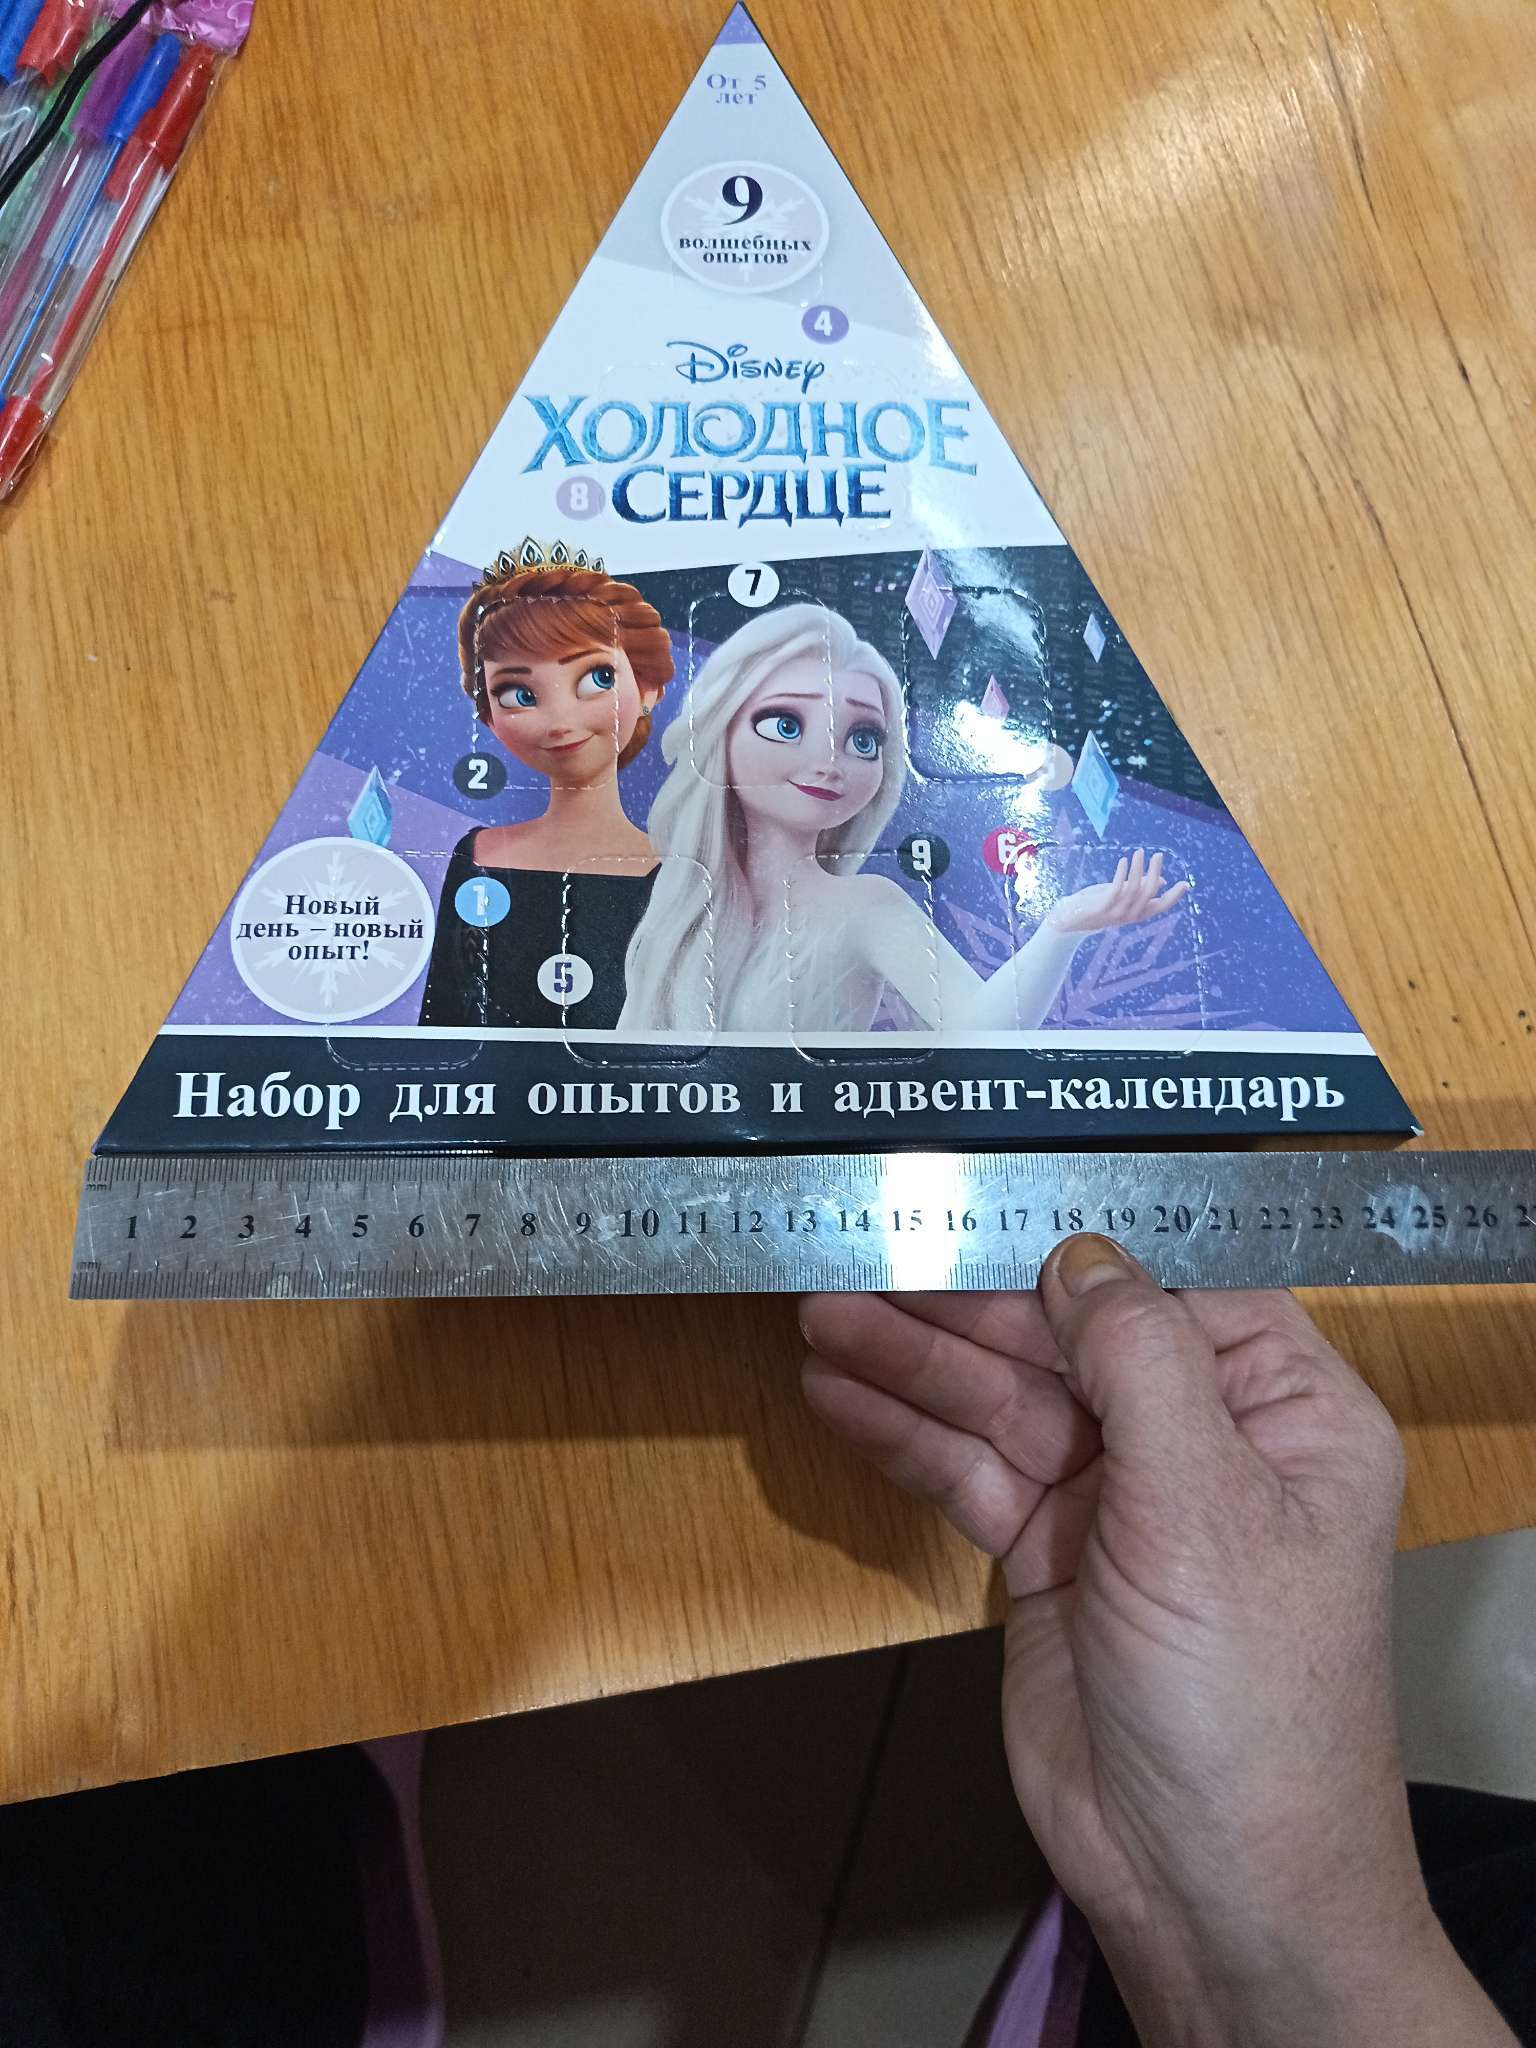 От 5
лет
9
волшебных
опытов
4
Disney
ХОЛОДНОЕ
8 СЕРДЦЕ
7
2
9 6
1
Новый
день – новый
опыт!
5
Набор для опытов и адвент-календарь
mm
1 2 3 4 5 6 7 8 9 10 11 12 13 14 15 16 17 18 19 20 21 22 23 24 25 26
mm